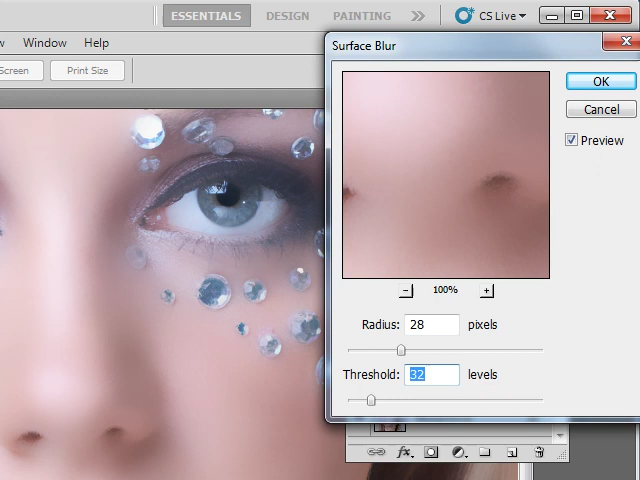 ESSENTIALS DESIGN PAINTING >> CS Live
Window Help
Screen Print Size
Surface Blur
OK
Cancel
Preview
100%
Radius: 28 pixels
Threshold: 32 levels
fx